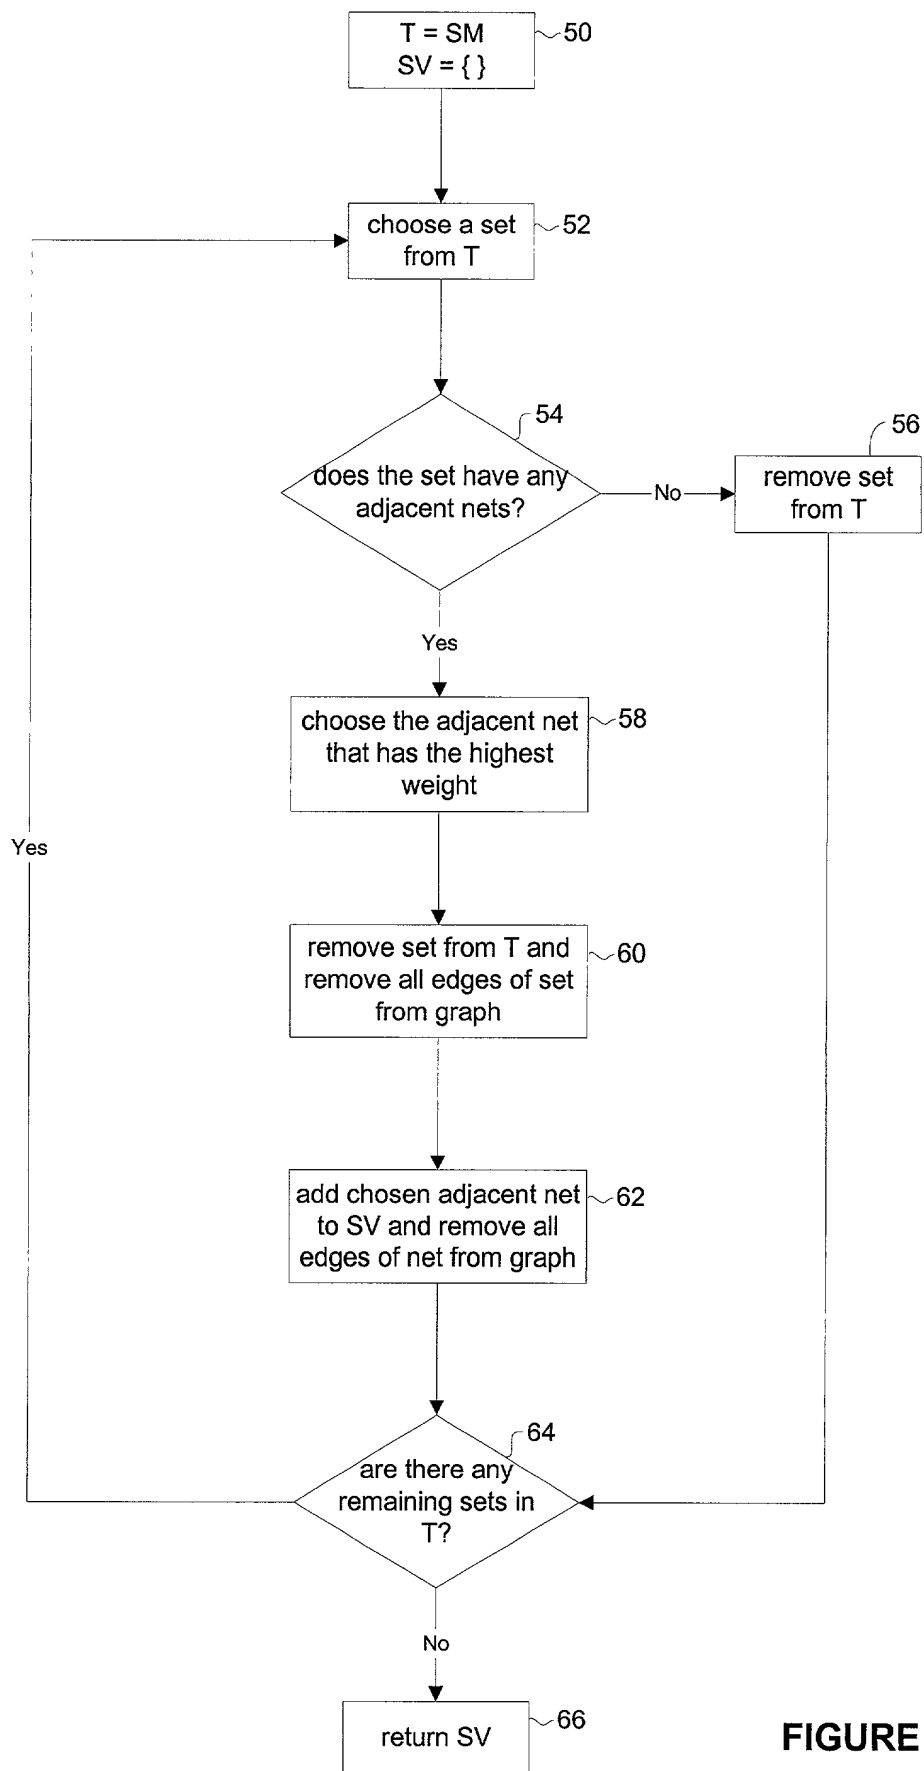 T = SM
SV = { }
50
choose a set
from T
52
54
does the set have any
adjacent nets?
No
56
remove set
from T
Yes
choose the adjacent net
that has the highest
weight
58
Yes
remove set from T and
remove all edges of set
from graph
60
add chosen adjacent net
to SV and remove all
edges of net from graph
62
64
are there any
remaining sets in
T?
No
return SV
66
FIGURE